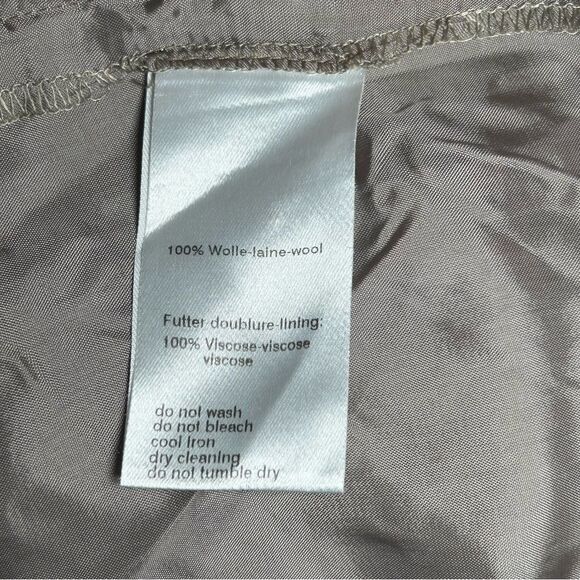 100% Wolle-laine-wool
Futter doublure-lining:
100% Viscose-viscose
viscose
do not wash
do not bleach
cool iron
dry cleaning
do not tumble dry